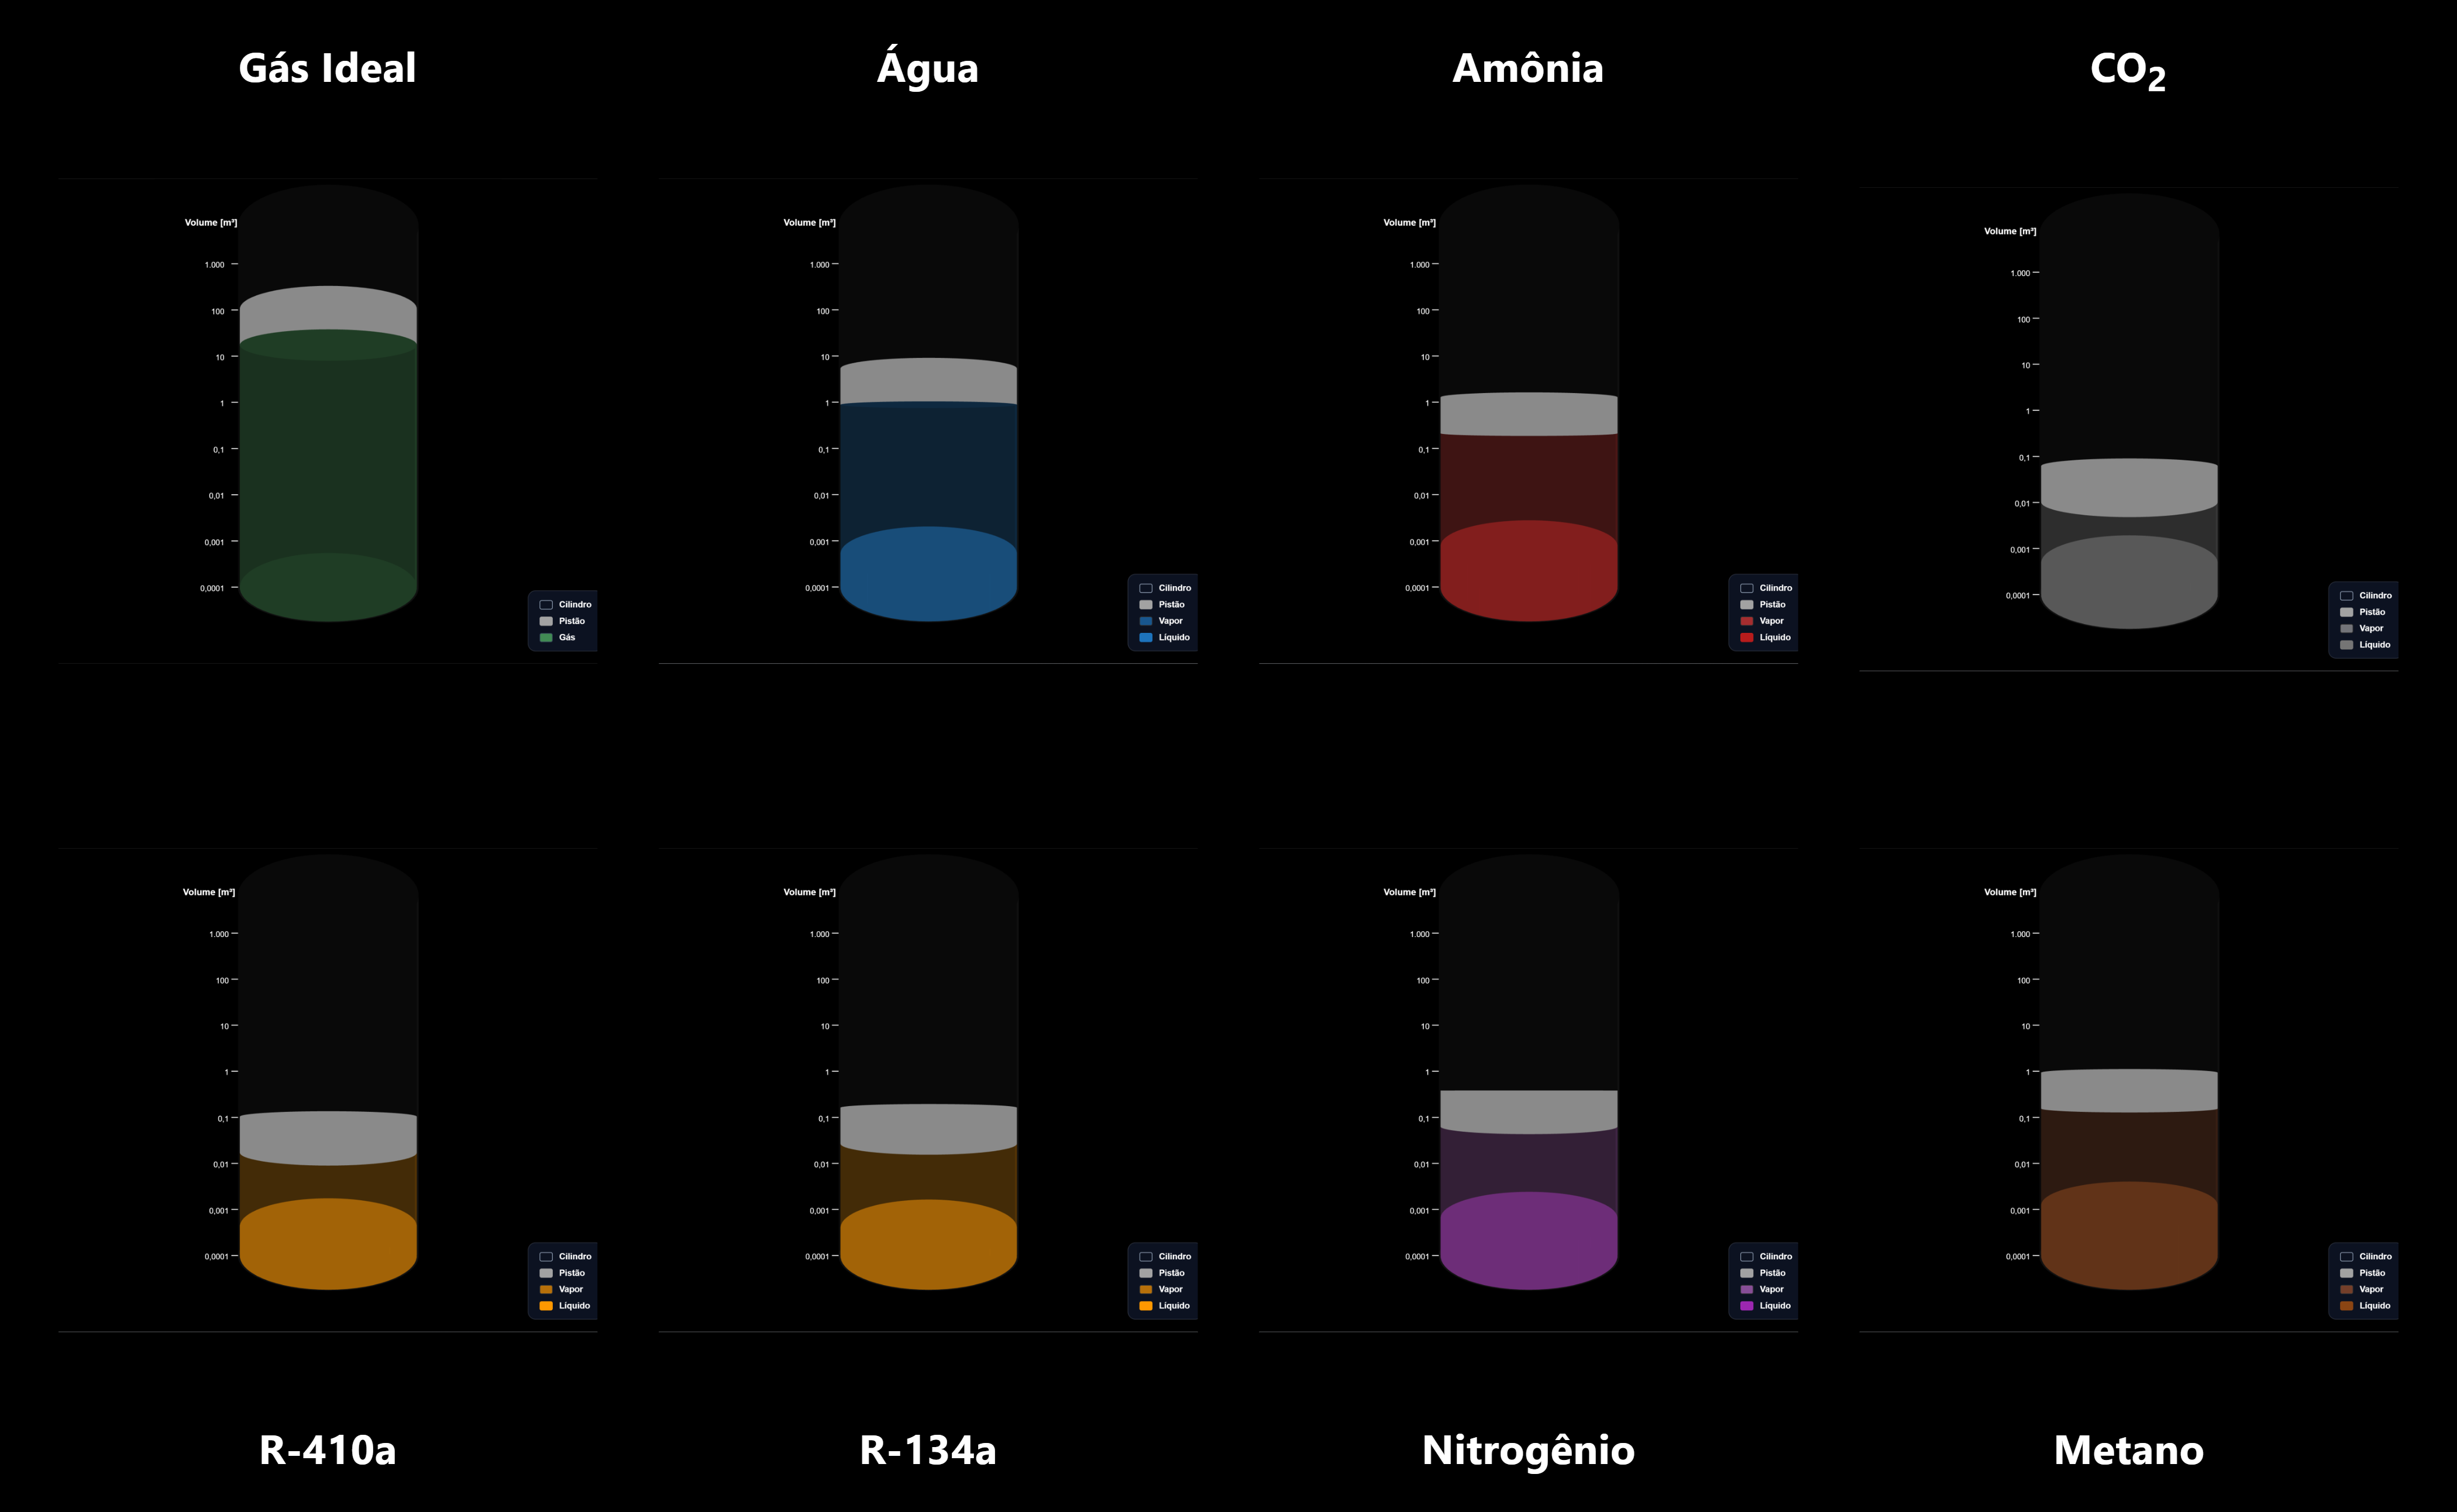 Gás Ideal
Água
Amônia
CO₂
Volume [m³]
1.000
100
10
1
0,1
0,01
0,001
0,0001
Cilindro
Pistão
Gás
Volume [m³]
1.000
100
10
1
0,1
0,01
0,001
0,0001
Cilindro
Pistão
Vapor
Líquido
Volume [m³]
1.000
100
10
1
0,1
0,01
0,001
0,0001
Cilindro
Pistão
Vapor
Líquido
Volume [m³]
1.000
100
10
1
0,1
0,01
0,001
0,0001
Cilindro
Pistão
Vapor
Líquido
Volume [m³]
1.000
100
10
1
0,1
0,01
0,001
0,0001
Cilindro
Pistão
Vapor
Líquido
Volume [m³]
1.000
100
10
1
0,1
0,01
0,001
0,0001
Cilindro
Pistão
Vapor
Líquido
Volume [m³]
1.000
100
10
1
0,1
0,01
0,001
0,0001
Cilindro
Pistão
Vapor
Líquido
Volume [m³]
1.000
100
10
1
0,1
0,01
0,001
0,0001
Cilindro
Pistão
Vapor
Líquido
R-410a
R-134a
Nitrogênio
Metano